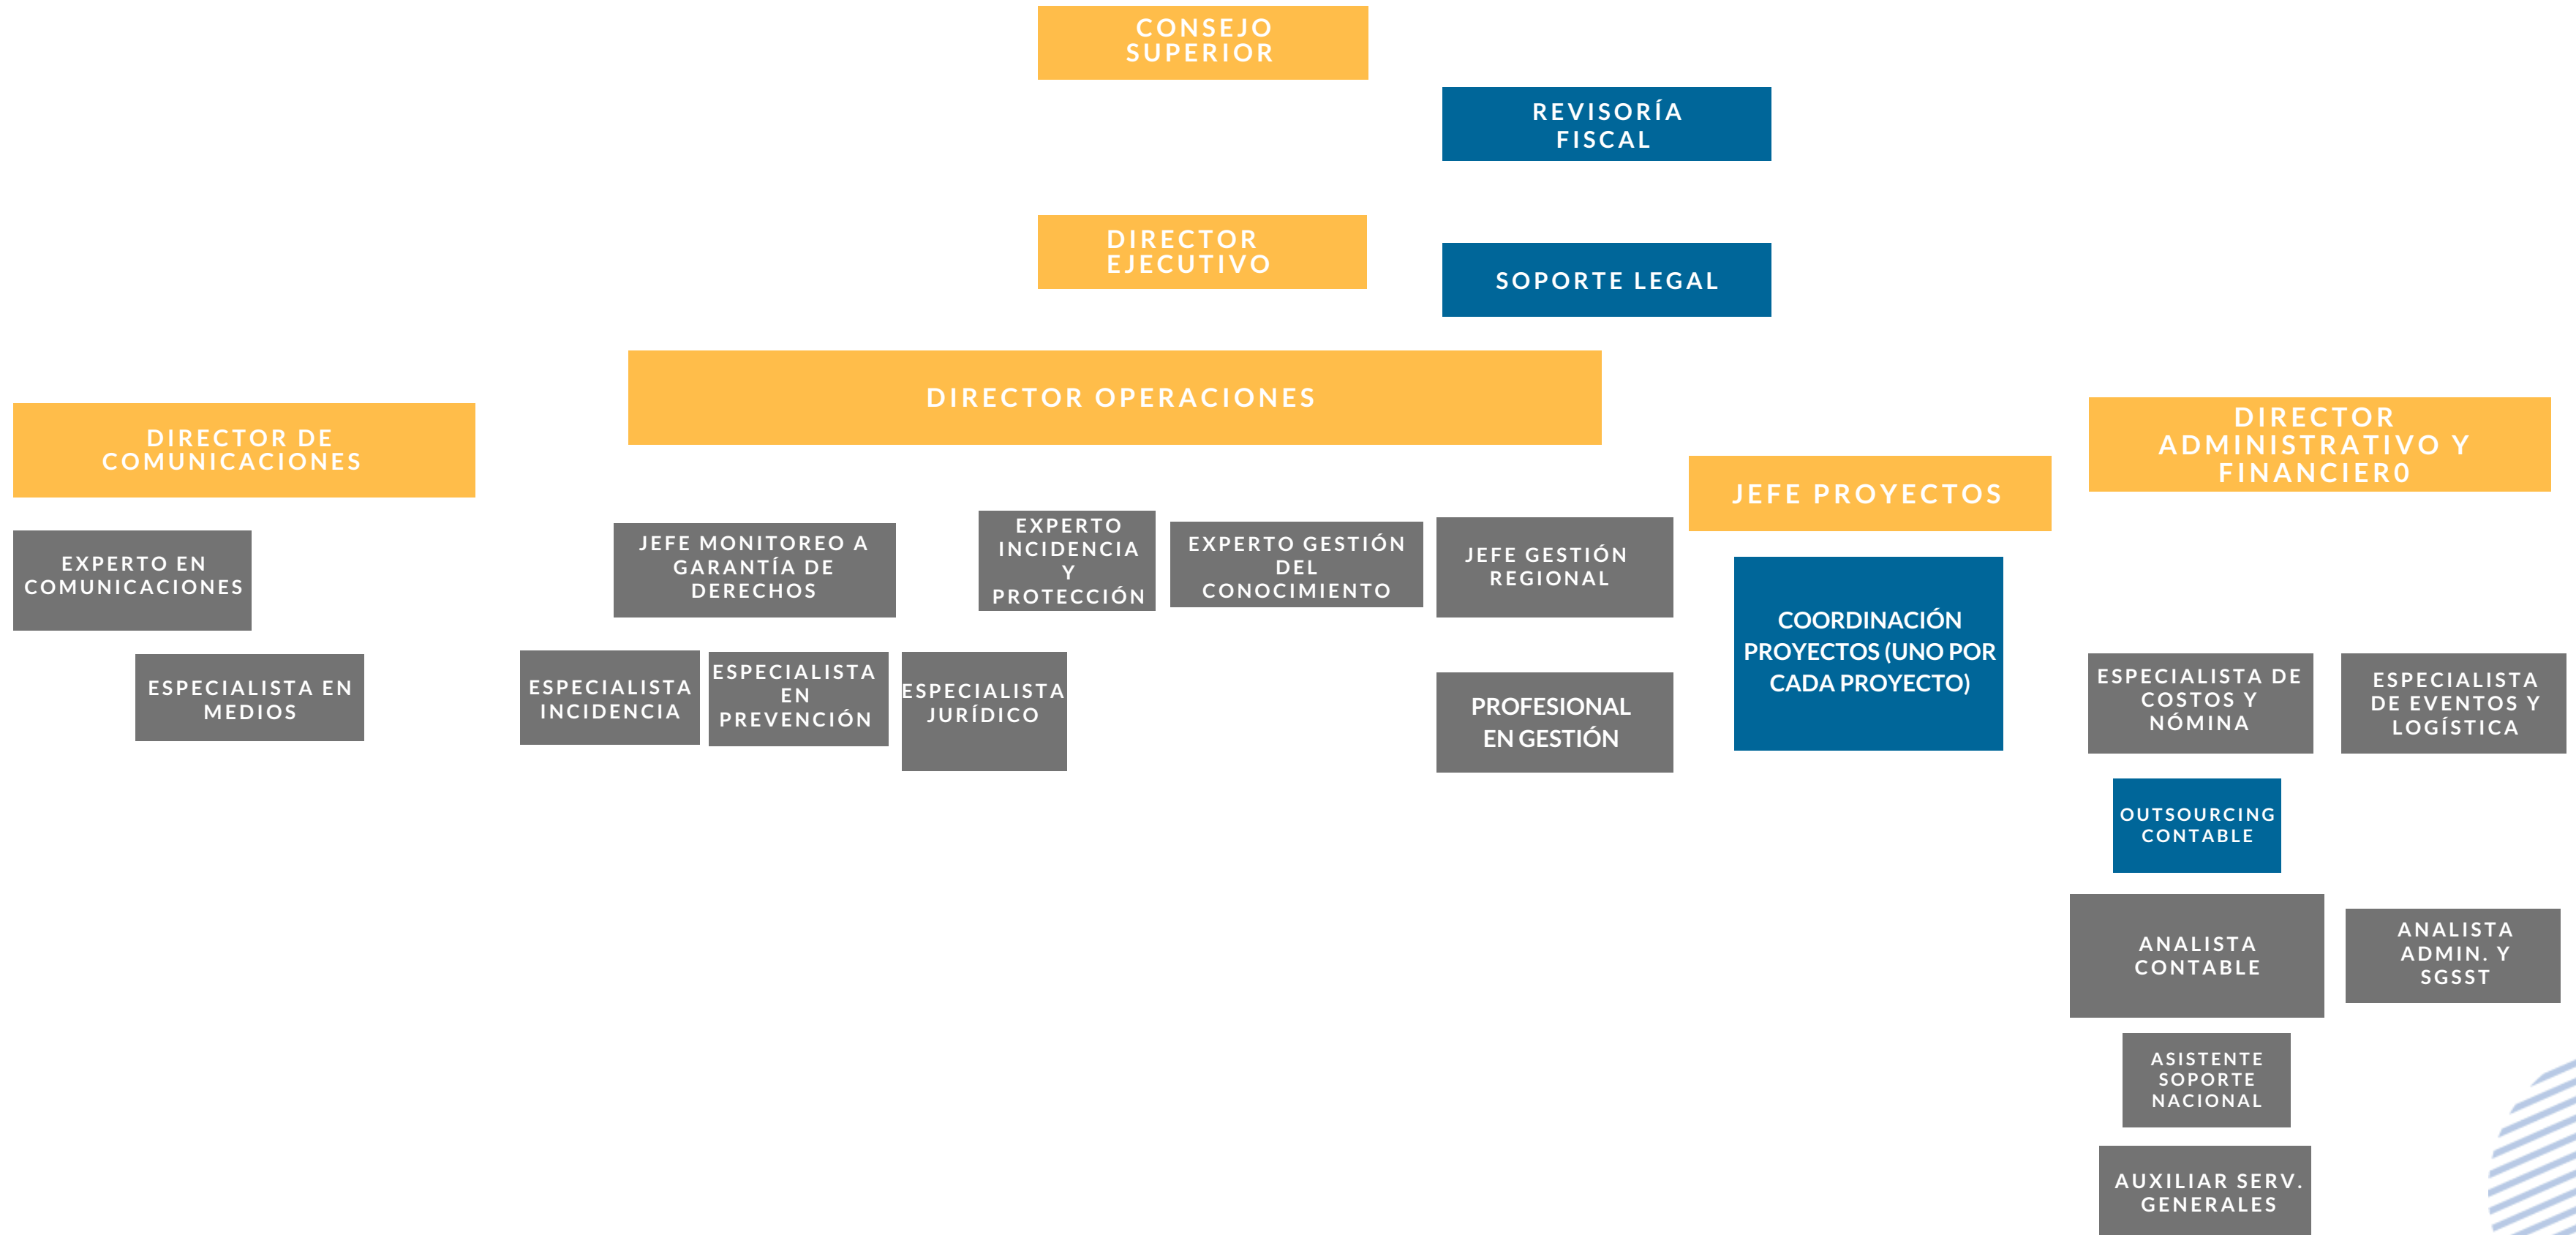 CONSEJO
SUPERIOR
REVISORÍA
FISCAL
DIRECTOR
EJECUTIVO
SOPORTE LEGAL
DIRECTOR OPERACIONES
DIRECTOR DE
COMUNICACIONES
DIRECTOR
ADMINISTRATIVO Y
FINANCIER0
JEFE PROYECTOS
EXPERTO EN
COMUNICACIONES
JEFE MONITOREO A
GARANTÍA DE
DERECHOS
EXPERTO
INCIDENCIA
Y
PROTECCIÓN
EXPERTO GESTIÓN
DEL
CONOCIMIENTO
JEFE GESTIÓN
REGIONAL
COORDINACIÓN
PROYECTOS (UNO POR
CADA PROYECTO)
ESPECIALISTA EN
MEDIOS
ESPECIALISTA
INCIDENCIA
ESPECIALISTA
EN
PREVENCIÓN
ESPECIALISTA
JURÍDICO
PROFESIONAL
EN GESTIÓN
ESPECIALISTA DE
COSTOS Y
NÓMINA
ESPECIALISTA
DE EVENTOS Y
LOGÍSTICA
OUTSOURCING
CONTABLE
ANALISTA
CONTABLE
ANALISTA
ADMIN. Y
SGSST
ASISTENTE
SOPORTE
NACIONAL
AUXILIAR SERV.
GENERALES